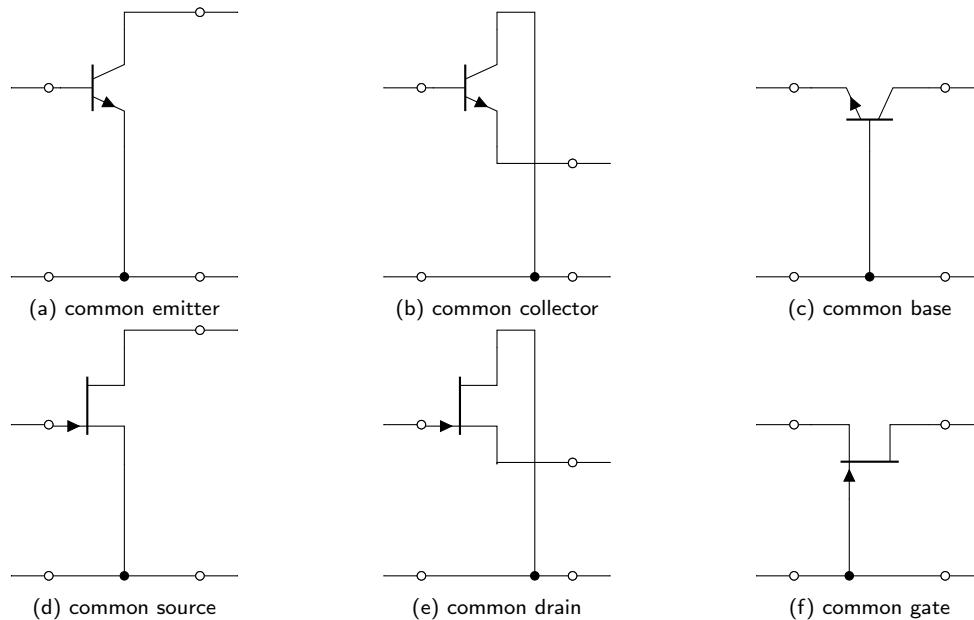 (a) common emitter
(b) common collector
(c) common base
(d) common source
(e) common drain
(f) common gate